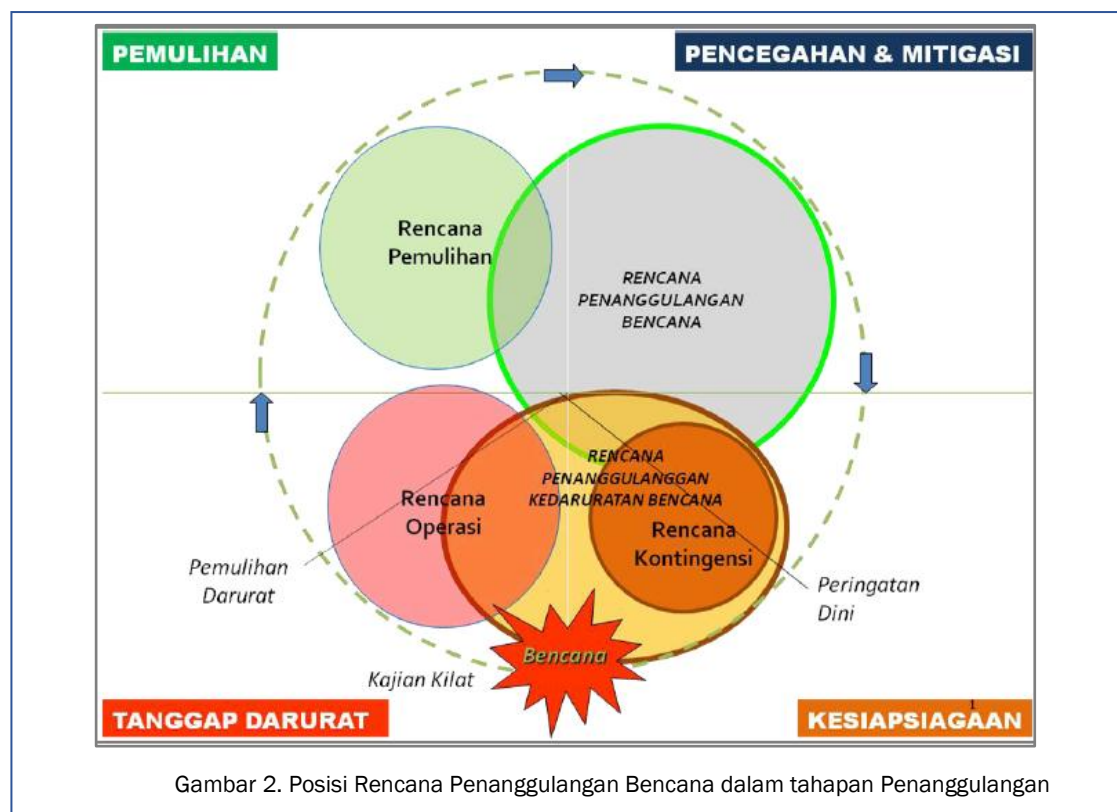 PEMULIHAN
PENCEGAHAN & MITIGASI
Rencana
Pemulihan
RENCANA
PENANGGULANGAN
BENCANA
RENCANA
PENANGGULANGGAN
KEDARURATAN BENCANA
Rencana
Operasi
Rencana
Kontingensi
Pemulihan
Darurat
Peringatan
Dini
Bencana
Kajian Kilat
TANGGAP DARURAT
1
KESIAPSIAGAAN
Gambar 2. Posisi Rencana Penanggulangan Bencana dalam tahapan Penanggulangan